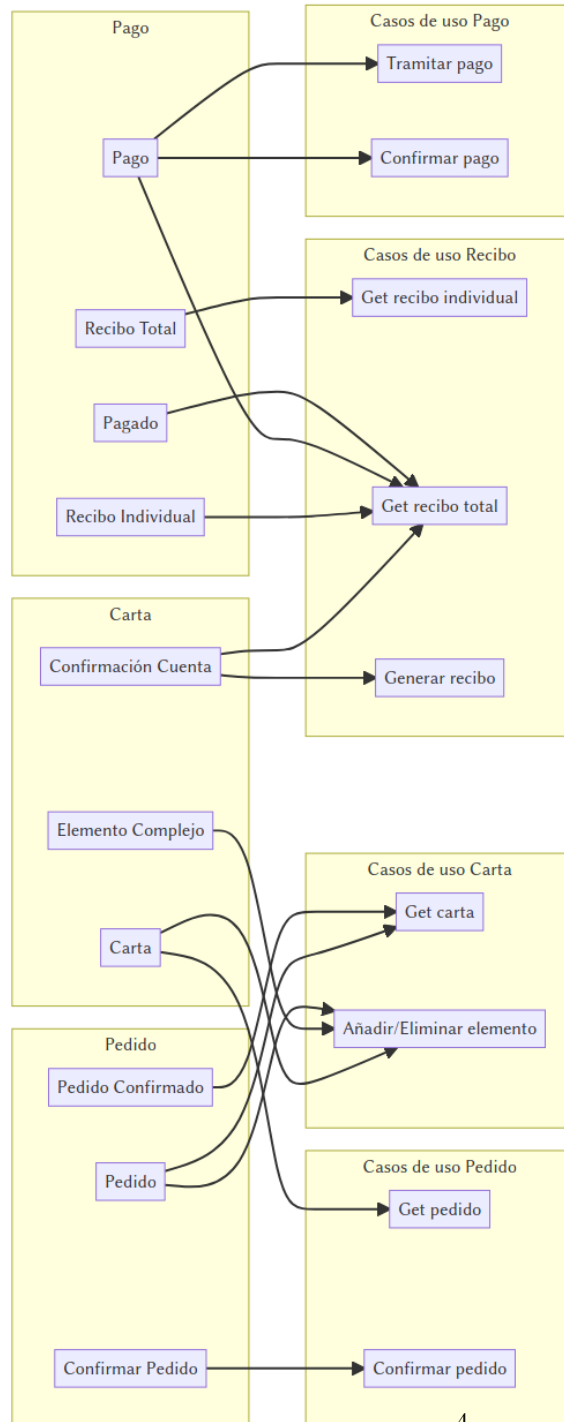 Pago
Pago
Recibo Total
Pagado
Recibo Individual
Casos de uso Pago
Tramitar pago
Confirmar pago
Casos de uso Recibo
Get recibo individual
Get recibo total
Generar recibo
Carta
Confirmación Cuenta
Elemento Complejo
Carta
Casos de uso Carta
Get carta
Añadir/Eliminar elemento
Pedido
Pedido Confirmado
Pedido
Confirmar Pedido
Casos de uso Pedido
Get pedido
Confirmar pedido
4